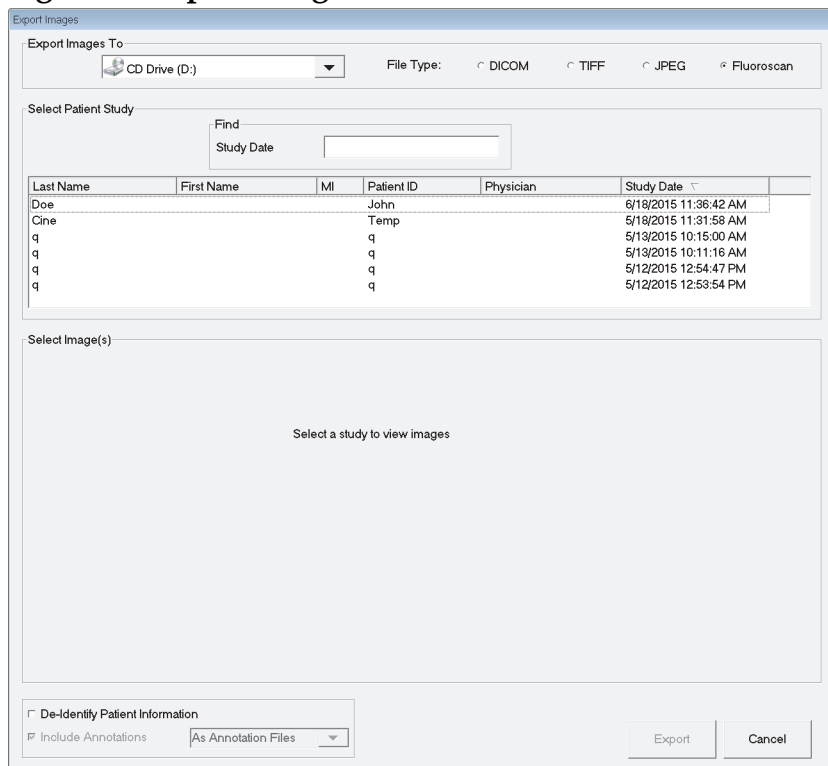 Export Images
Export Images To
CD Drive (D:)
File Type: DICOM TIFF JPEG Fluoroscan
Select Patient Study
Find
Study Date
Last Name First Name MI Patient ID Physician Study Date
Doe John 6/18/2015 11:36:42 AM
Cine Temp 5/18/2015 11:31:58 AM
q q 5/13/2015 10:15:00 AM
q q 5/13/2015 10:11:16 AM
q q 5/12/2015 12:54:47 PM
q q 5/12/2015 12:53:54 PM
Select Image(s)
Select a study to view images
De-Identify Patient Information
Include Annotations As Annotation Files
Export Cancel